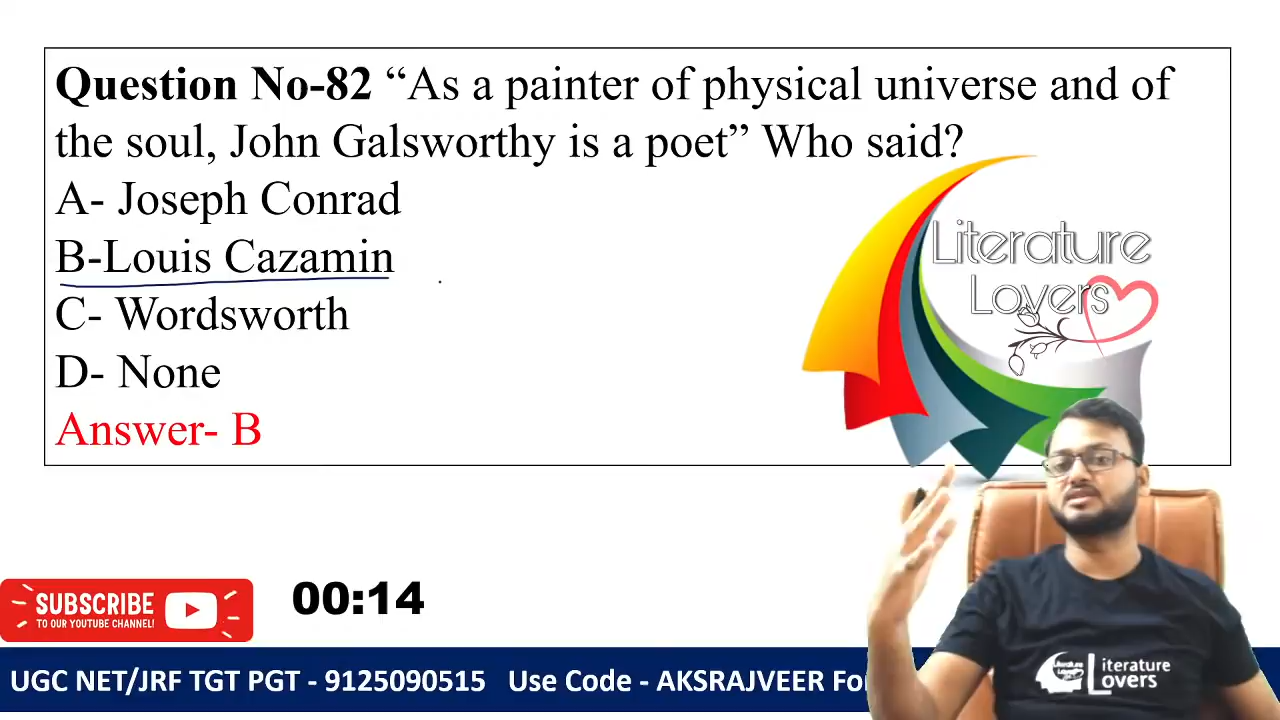 Question No-82 “As a painter of physical universe and of
the soul, John Galsworthy is a poet” Who said?
A- Joseph Conrad
B-Louis Cazamin
C- Wordsworth
D- None
Answer- B
Literature
Lovers
SUBSCRIBE
TO OUR YOUTUBE CHANNEL!
00:14
UGC NET/JRF TGT PGT - 9125090515 Use Code - AKSRAJVEER For
Literature
Lovers